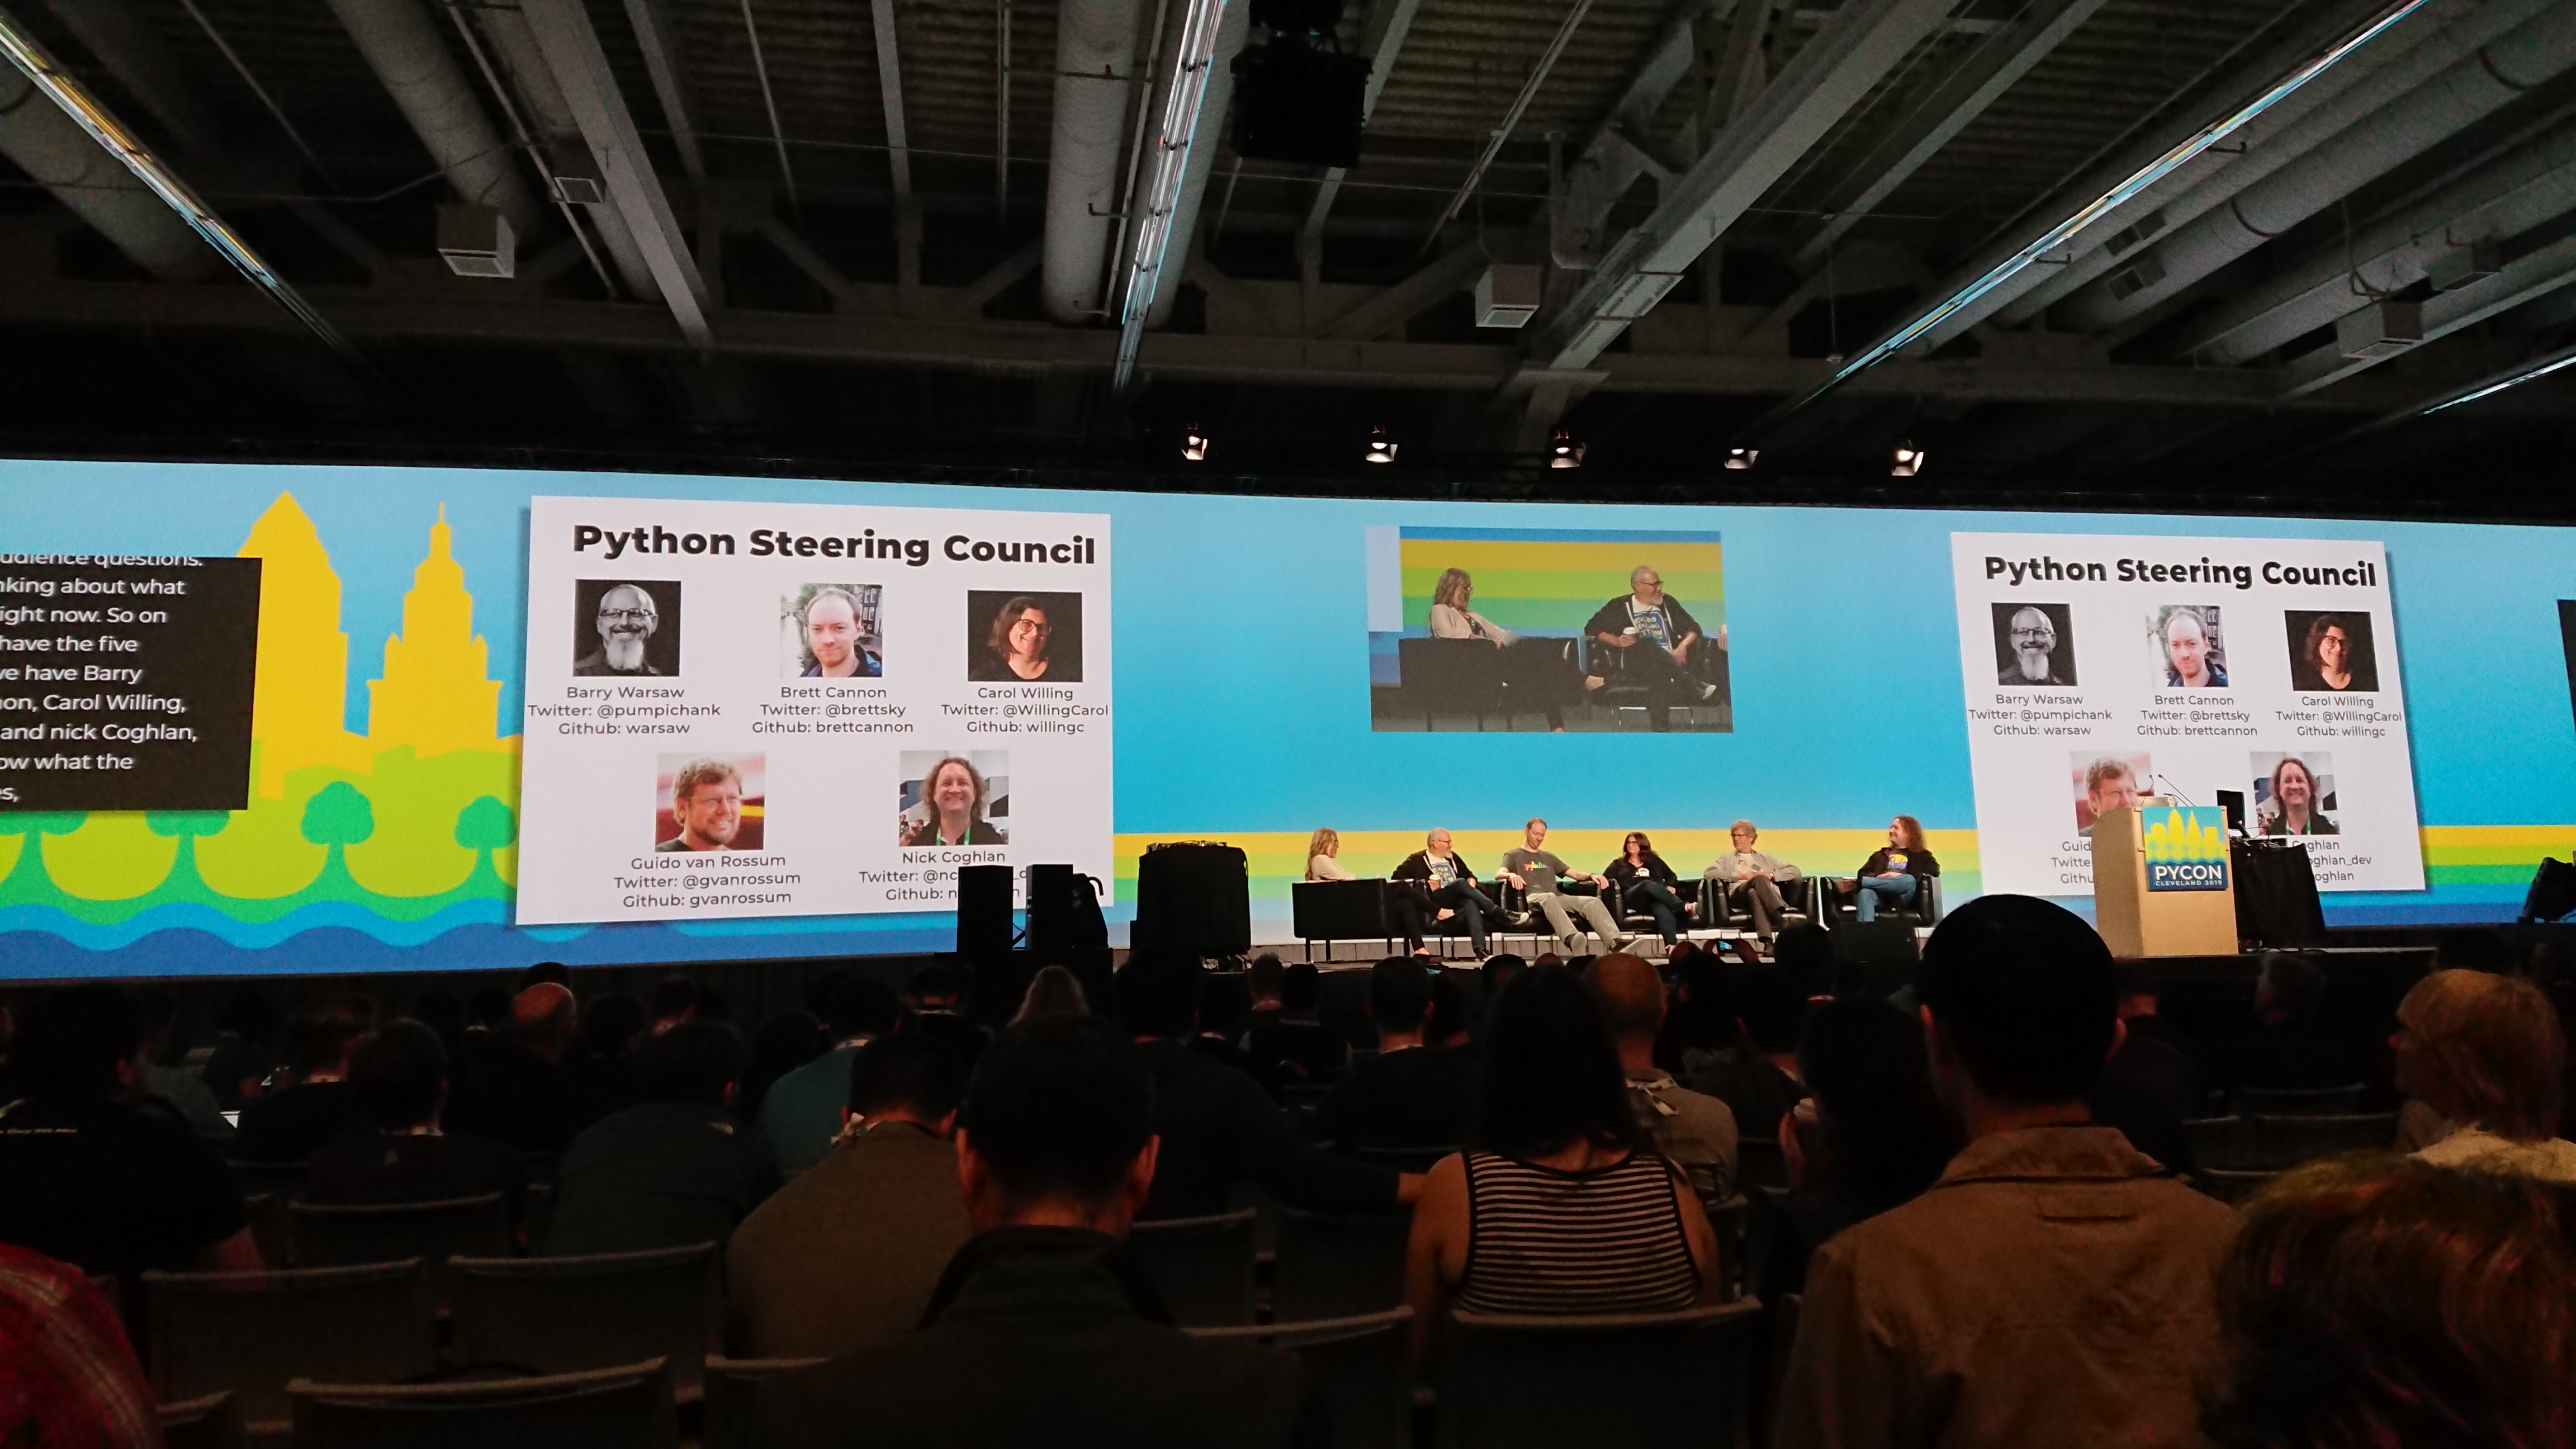 udience questions.
nking about what
ight now. So on
have the five
ve have Barry
on, Carol Willing,
and nick Coghlan,
ow what the
es,
Python Steering Council
Barry Warsaw
Twitter: @pumpichank
Github: warsaw
Brett Cannon
Twitter: @brettsky
Github: brettcannon
Carol Willing
Twitter: @WillingCarol
Github: willingc
Guido van Rossum
Twitter: @gvanrossum
Github: gvanrossum
Nick Coghlan
Twitter: @nc
Github: n
Python Steering Council
Barry Warsaw
Twitter: @pumpichank
Github: warsaw
Brett Cannon
Twitter: @brettsky
Github: brettcannon
Carol Willing
Twitter: @WillingCarol
Github: willingc
Guid
Twitte
Githu
oghlan
oghlan_dev
oghlan
PYCON
CLEVELAND 2019